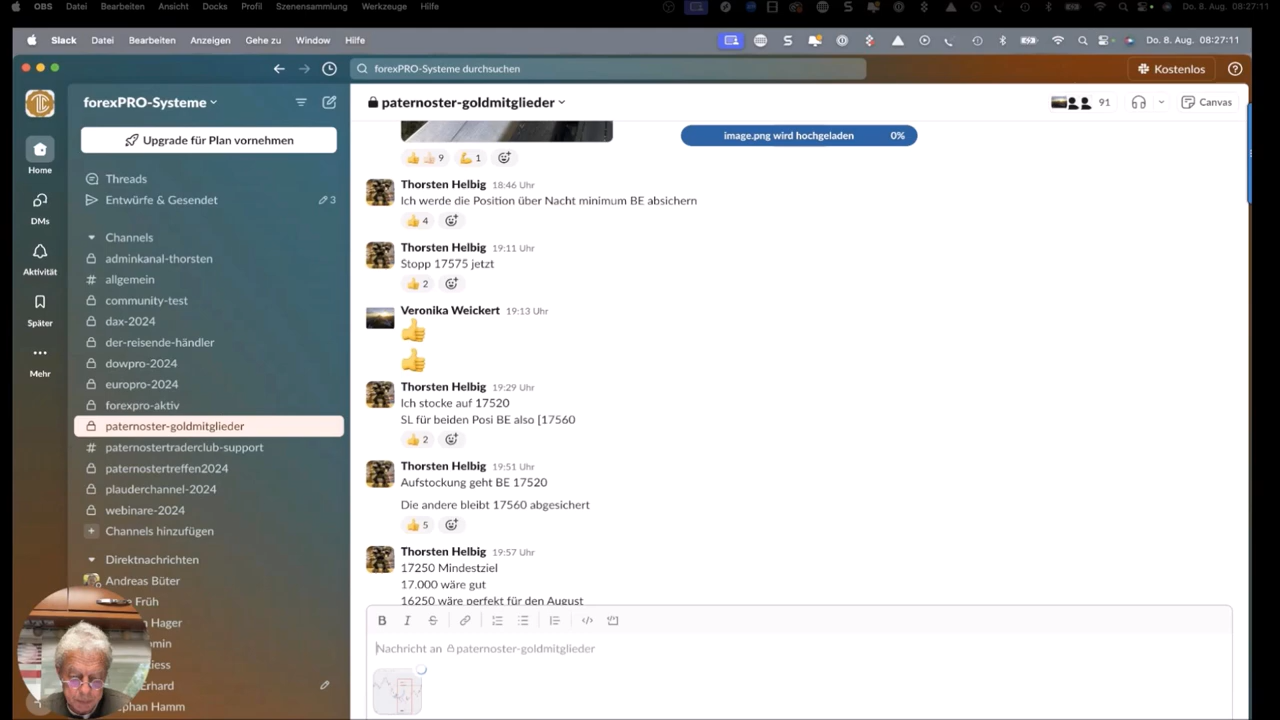 OBS Datei Bearbeiten Ansicht Docks Profil Szenensammlung Werkzeuge Hilfe Do. 8. Aug. 08:27:11
Slack Datei Bearbeiten Anzeigen Gehe zu Window Hilfe Do. 8. Aug. 08:27:11
forexPRO-Systeme durchsuchen Kostenlos
forexPRO-Systeme
Upgrade für Plan vornehmen
Home
DMs
Aktivität
Später
Mehr
Threads
Entwürfe & Gesendet 3
Channels
adminkanal-thorsten
# allgemein
community-test
dax-2024
der-reisende-händler
dowpro-2024
europro-2024
forexpro-aktiv
paternoster-goldmitglieder
# paternostertraderclub-support
paternostertreffen2024
plauderchannel-2024
webinare-2024
+ Channels hinzufügen
Direktnachrichten
Andreas Büter
Früh
Hager
Erhard
Hamm
paternoster-goldmitglieder 91 Canvas
image.png wird hochgeladen 0%
9 1
Thorsten Helbig 18:46 Uhr
Ich werde die Position über Nacht minimum BE absichern
4
Thorsten Helbig 19:11 Uhr
Stopp 17575 jetzt
2
Veronika Weickert 19:13 Uhr
Thorsten Helbig 19:29 Uhr
Ich stocke auf 17520
SL für beiden Posi BE also [17560
2
Thorsten Helbig 19:51 Uhr
Aufstockung geht BE 17520
Die andere bleibt 17560 abgesichert
5
Thorsten Helbig 19:57 Uhr
17250 Mindestziel
17.000 wäre gut
16250 wäre perfekt für den August
B I S
Nachricht an paternoster-goldmitglieder